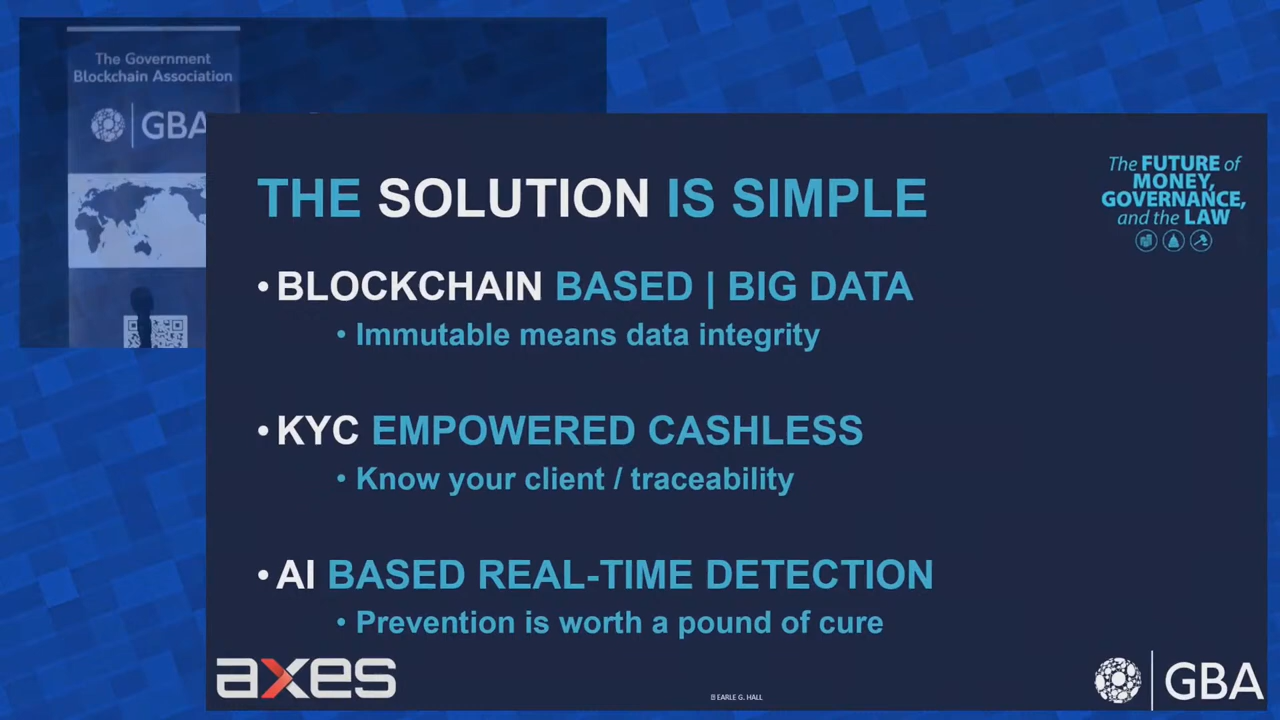 The Government
Blockchain Association
GBA
THE SOLUTION IS SIMPLE
The FUTURE of
MONEY,
GOVERNANCE,
and the LAW
• BLOCKCHAIN BASED | BIG DATA
• Immutable means data integrity
• KYC EMPOWERED CASHLESS
• Know your client / traceability
• AI BASED REAL-TIME DETECTION
• Prevention is worth a pound of cure
axes
EARLE G. HALL
GBA